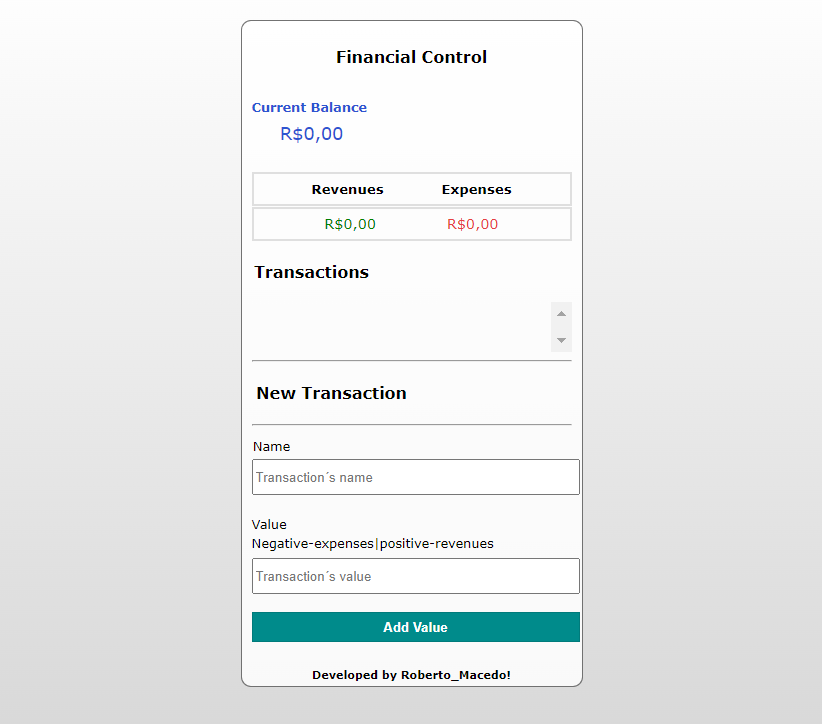 Financial Control
Current Balance
R$0,00
Revenues Expenses
R$0,00 R$0,00
Transactions
New Transaction
Name
Transaction´s name
Value
Negative-expenses|positive-revenues
Transaction´s value
Add Value
Developed by Roberto_Macedo!